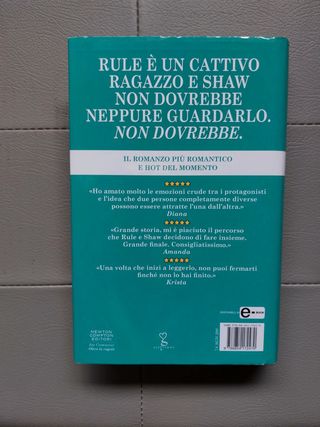 RULE È UN CATTIVO
RAGAZZO E SHAW
NON DOVREBBE
NEPPURE GUARDARLO.
NON DOVREBBE.
IL ROMANZO PIÙ ROMANTICO
E HOT DEL MOMENTO
«Ho amato molto le emozioni crude tra i protagonisti
e l'idea che due persone completamente diverse
possono essere attratte l'una dall'altra.»
Diana
«Grande storia, mi è piaciuto il percorso
che Rule e Shaw decidono di fare insieme.
Grande finale. Consigliatissimo.»
Amanda
«Una volta che inizi a leggerlo, non puoi fermarti
finché non lo hai finito.»
Krista
NEWTON
COMPTON
EDITORI